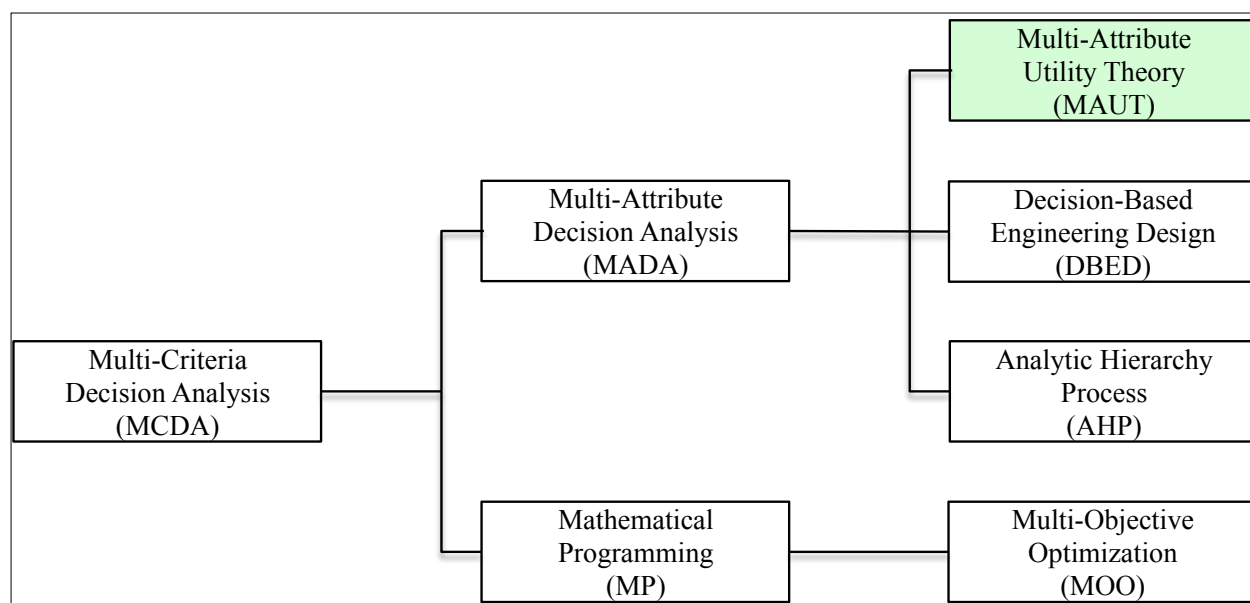 Multi-Attribute
Utility Theory
(MAUT)
Multi-Attribute
Decision Analysis
(MADA)
Decision-Based
Engineering Design
(DBED)
Multi-Criteria
Decision Analysis
(MCDA)
Analytic Hierarchy
Process
(AHP)
Mathematical
Programming
(MP)
Multi-Objective
Optimization
(MOO)